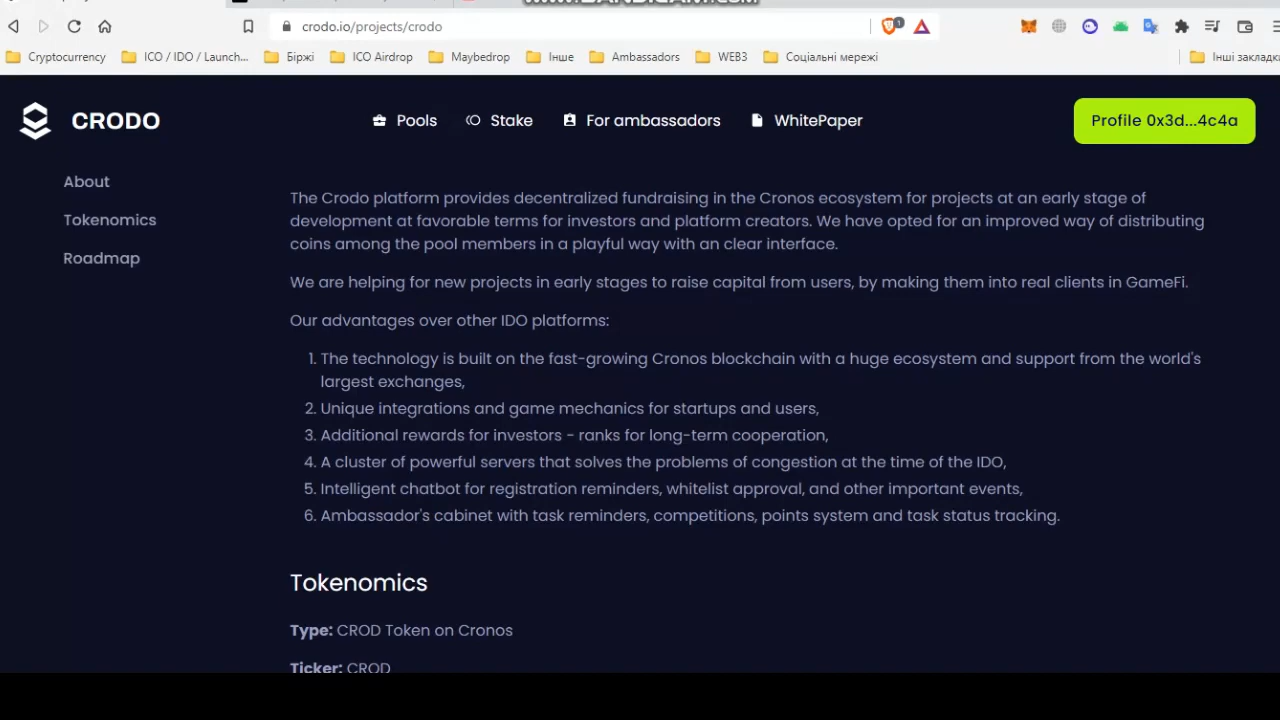 www.BANDICAM.com
crodo.io/projects/crodo
1
Cryptocurrency
ICO / IDO / Launch...
Біржі
ICO Airdrop
Maybedrop
Інше
Ambassadors
WEB3
Соціальні мережі
Інші закладки
CRODO
Pools
Stake
For ambassadors
WhitePaper
Profile 0x3d...4c4a
About
Tokenomics
Roadmap
The Crodo platform provides decentralized fundraising in the Cronos ecosystem for projects at an early stage of
development at favorable terms for investors and platform creators. We have opted for an improved way of distributing
coins among the pool members in a playful way with an clear interface.
We are helping for new projects in early stages to raise capital from users, by making them into real clients in GameFi.
Our advantages over other IDO platforms:
1. The technology is built on the fast-growing Cronos blockchain with a huge ecosystem and support from the world's
largest exchanges,
2. Unique integrations and game mechanics for startups and users,
3. Additional rewards for investors - ranks for long-term cooperation,
4. A cluster of powerful servers that solves the problems of congestion at the time of the IDO,
5. Intelligent chatbot for registration reminders, whitelist approval, and other important events,
6. Ambassador's cabinet with task reminders, competitions, points system and task status tracking.
Tokenomics
Type: CROD Token on Cronos
Ticker: CROD